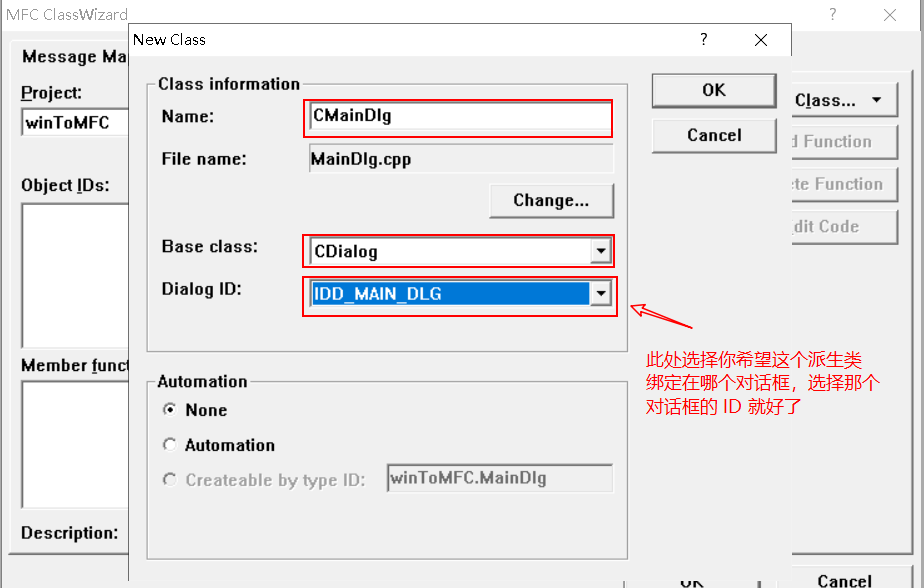 MFC ClassWizard
New Class
Message Ma
Project:
winToMFC
Object IDs:
Member funct
Description:
Class information
Name:
CMainDlg
File name:
MainDlg.cpp
Change...
Base class:
CDialog
Dialog ID:
IDD_MAIN_DLG
Automation
None
Automation
Createable by type ID:
winToMFC.MainDlg
OK
Cancel
Class...
d Function
te Function
dit Code
此处选择你希望这个派生类
绑定在哪个对话框，选择那个
对话框的 ID 就好了
OK
Cancel